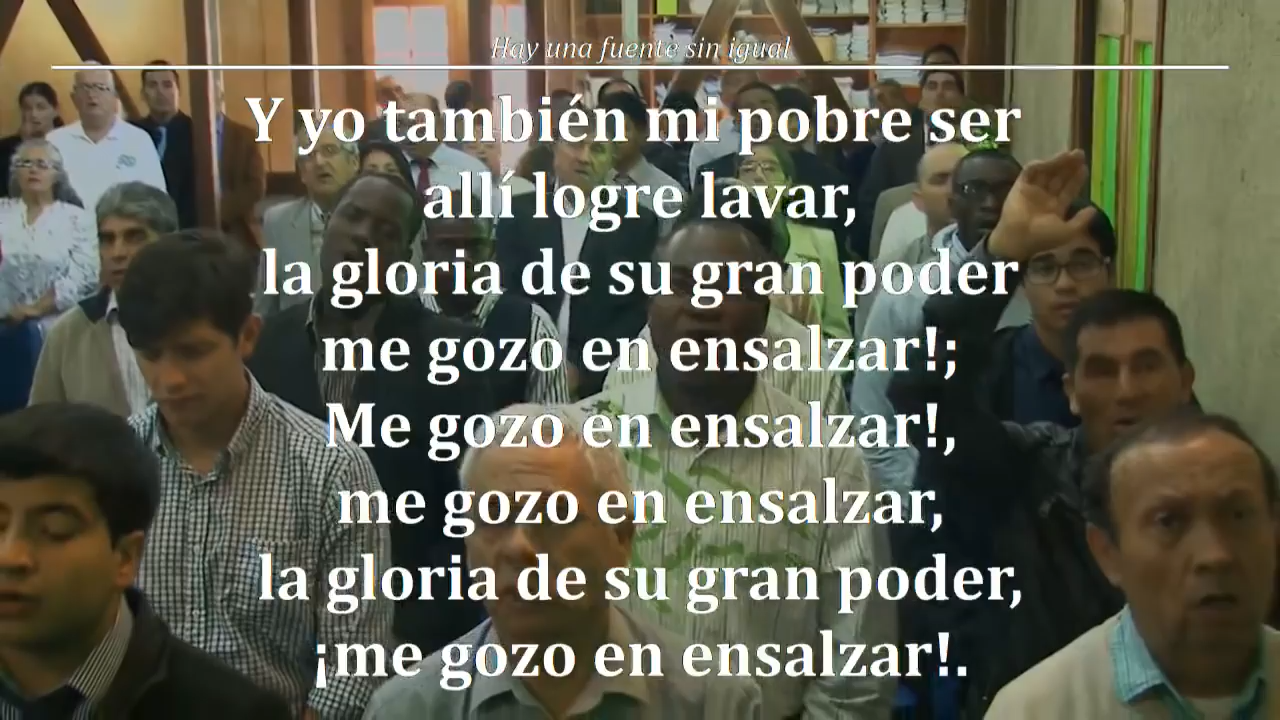 Hay una fuente sin igual
Y yo también mi pobre ser
allí logre lavar,
la gloria de su gran poder
me gozo en ensalzar!;
Me gozo en ensalzar!,
me gozo en ensalzar,
la gloria de su gran poder,
¡me gozo en ensalzar!.